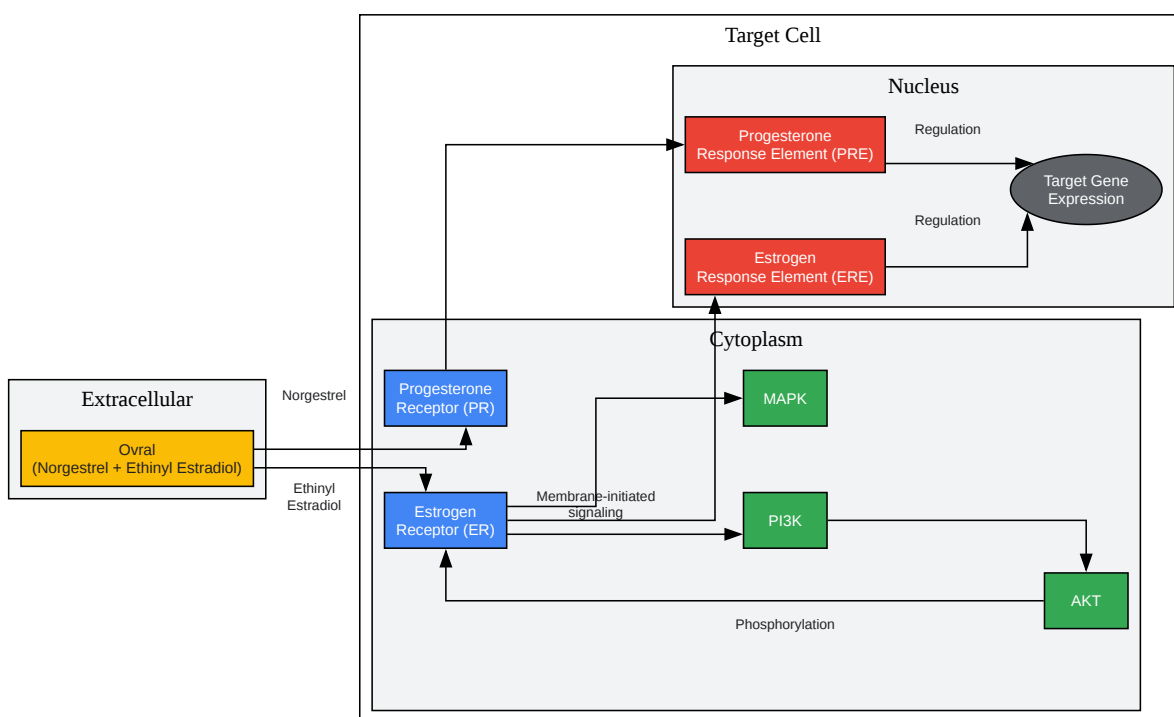 Target Cell
Nucleus
Progesterone
Response Element (PRE)
Regulation
Target Gene
Expression
Regulation
Estrogen
Response Element (ERE)
Cytoplasm
Extracellular
Norgestrel
Progesterone
Receptor (PR)
MAPK
Ovral
(Norgestrel + Ethinyl Estradiol)
Ethinyl
Estradiol
Membrane-initiated
signaling
Estrogen
Receptor (ER)
PI3K
AKT
Phosphorylation